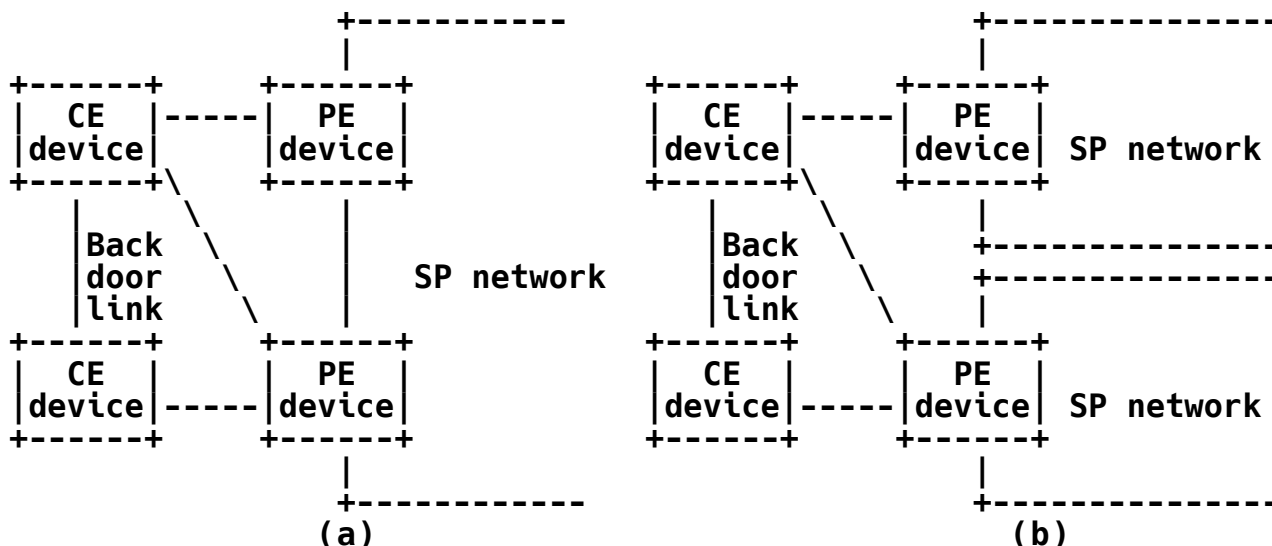 +----------- +---------------
| |
+------+ +------+ +------+ +------+
| CE |-----| PE | | CE |-----| PE |
|device| |device| |device| |device| SP network
+------+\ +------+ +------+\ +------+
| \ | | \ |
|Back \ | |Back \ +---------------
|door \ | SP network |door \ +---------------
|link \ | |link \ |
+------+ +------+ +------+ +------+
| CE | | PE | | CE | | PE |
|device|-----|device| |device|-----|device| SP network
+------+ +------+ +------+ +------+
| |
+------------ +---------------
(a) (b)